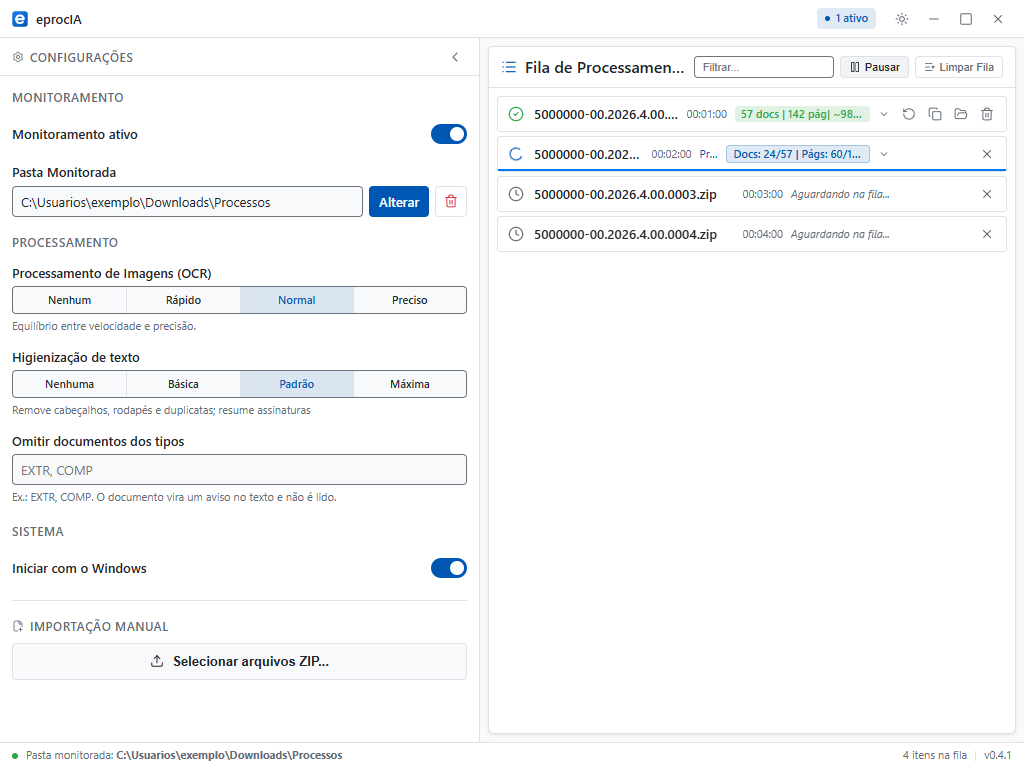 eprocIA
1 ativo
CONFIGURAÇÕES
MONITORAMENTO
Monitoramento ativo
Pasta Monitorada
C:\Usuarios\exemplo\Downloads\Processos
Alterar
PROCESSAMENTO
Processamento de Imagens (OCR)
Nenhum Rápido Normal Preciso
Equilíbrio entre velocidade e precisão.
Higienização de texto
Nenhuma Básica Padrão Máxima
Remove cabeçalhos, rodapés e duplicatas; resume assinaturas
Omitir documentos dos tipos
EXTR, COMP
Ex.: EXTR, COMP. O documento vira um aviso no texto e não é lido.
SISTEMA
Iniciar com o Windows
IMPORTAÇÃO MANUAL
Selecionar arquivos ZIP...
Fila de Processamen... Filtrar... Pausar Limpar Fila
5000000-00.2026.4.00.... 00:01:00 57 docs | 142 pág| ~98...
5000000-00.202... 00:02:00 Pr... Docs: 24/57 | Págs: 60/1...
5000000-00.2026.4.00.0003.zip 00:03:00 Aguardando na fila...
5000000-00.2026.4.00.0004.zip 00:04:00 Aguardando na fila...
Pasta monitorada: C:\Usuarios\exemplo\Downloads\Processos
4 itens na fila v0.4.1